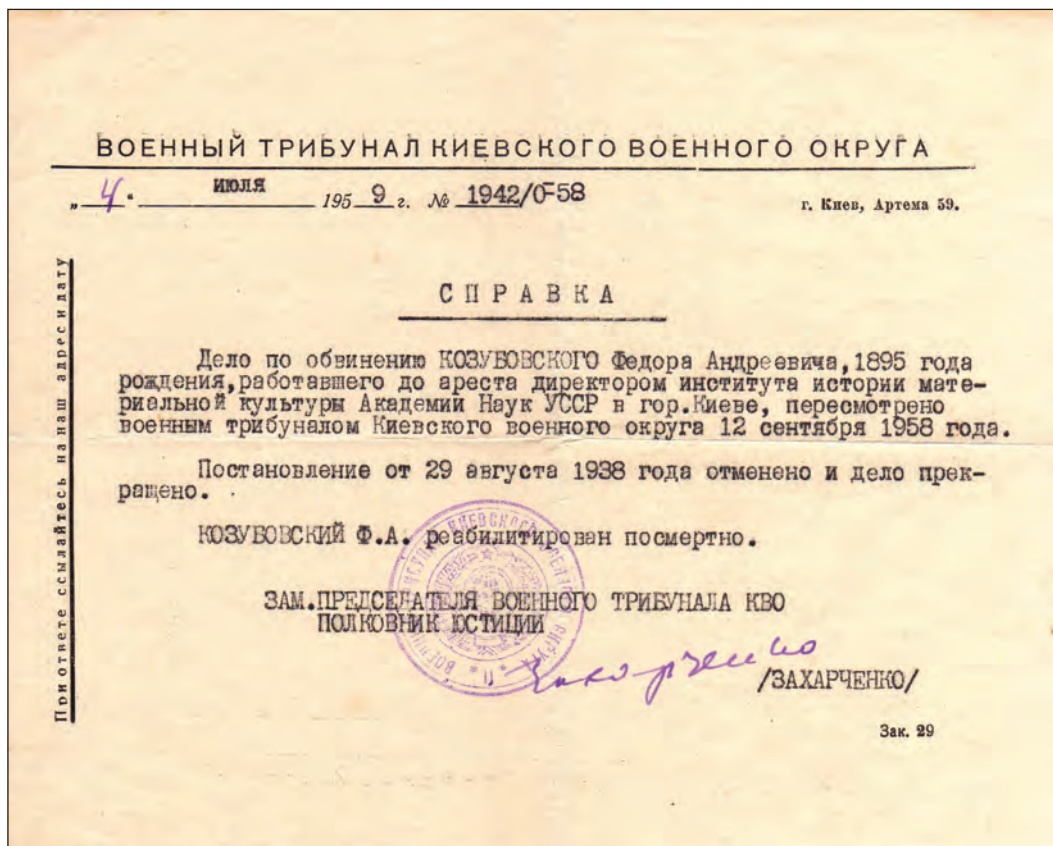 ВОЕННЫЙ ТРИБУНАЛ КИЕВСКОГО ВОЕННОГО ОКРУГА
„4“ ИЮЛЯ 1959 г. № 1942/0-58
г. Киев, Артема 59.
При ответе ссылайтесь на наш адрес и дату
СПРАВКА
Дело по обвинению КОЗУБОВСКОГО Федора Андреевича, 1895 года
рождения, работавшего до ареста директором института истории мате-
риальной культуры Академии Наук УССР в гор.Киеве, пересмотрено
военным трибуналом Киевского военного округа 12 сентября 1958 года.
Постановление от 29 августа 1938 года отменено и дело прек-
ращено.
КОЗУБОВСКИЙ Ф.А. реабилитирован посмертно.
ЗАМ.ПРЕДСЕДАТЕЛЯ ВОЕННОГО ТРИБУНАЛА КВО
ПОЛКОВНИК ЮСТИЦИИ
Захарченко
/ЗАХАРЧЕНКО/
Зак. 29